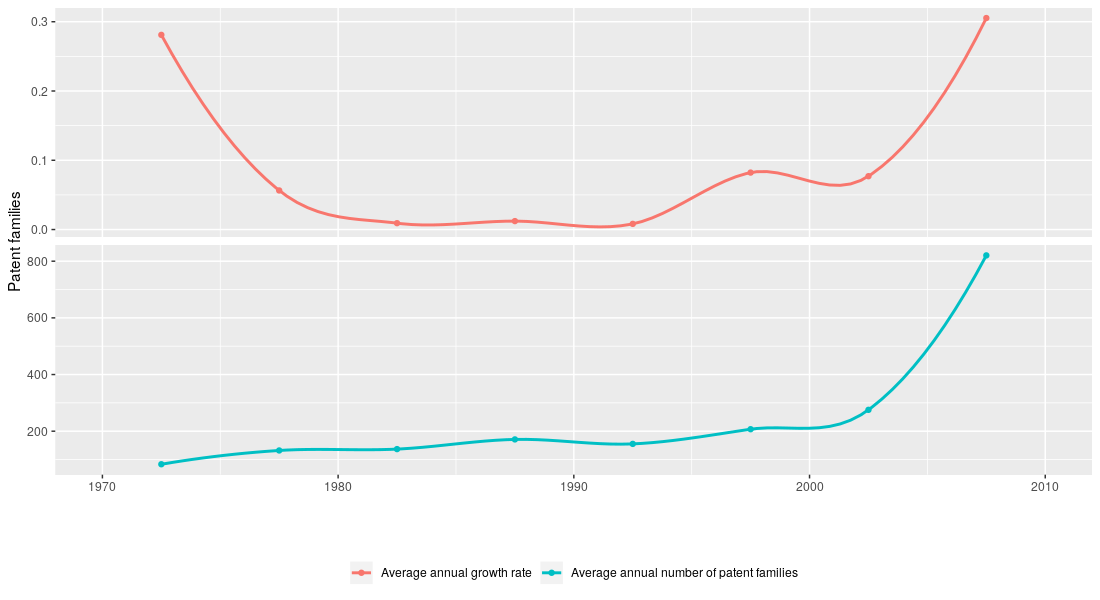 0.3
0.2
0.1
0.0
Patent families
800
600
400
200
1970 1980 1990 2000 2010
Average annual growth rate Average annual number of patent families